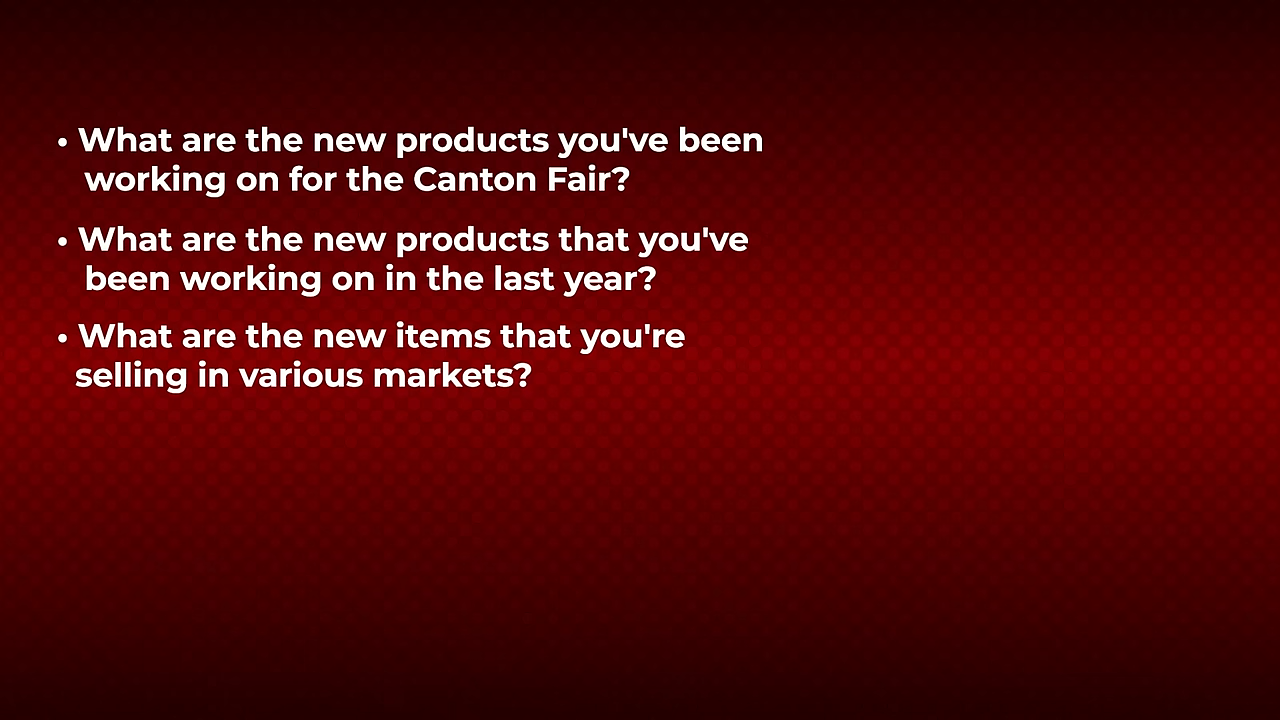 • What are the new products you've been
working on for the Canton Fair?
• What are the new products that you've
been working on in the last year?
• What are the new items that you're
selling in various markets?